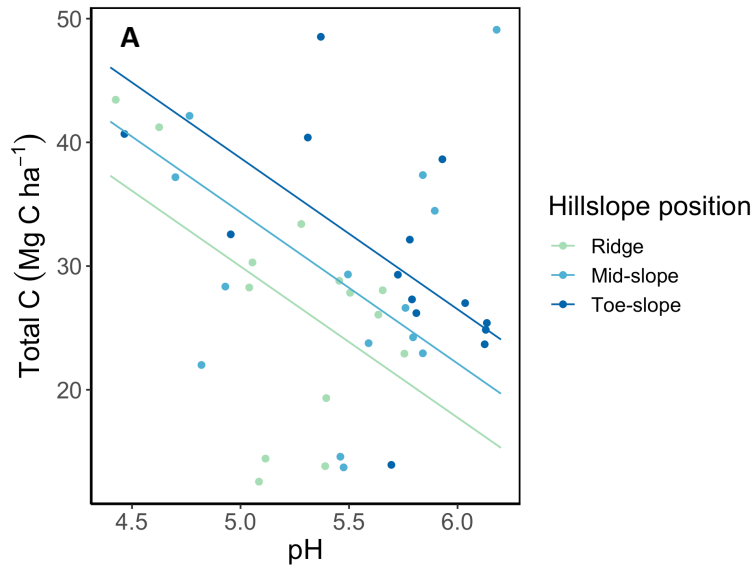 A
50
40
30
20
Total C (Mg C ha⁻¹)
4.5 5.0 5.5 6.0
pH
Hillslope position
Ridge
Mid-slope
Toe-slope